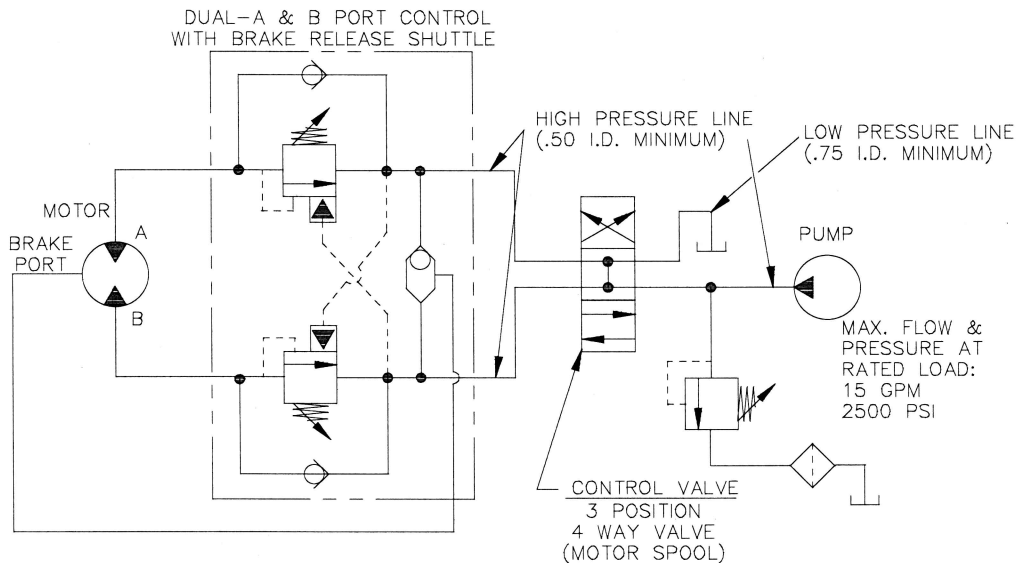 DUAL-A & B PORT CONTROL
WITH BRAKE RELEASE SHUTTLE
HIGH PRESSURE LINE
(.50 I.D. MINIMUM)
LOW PRESSURE LINE
(.75 I.D. MINIMUM)
MOTOR
A
BRAKE
PORT
B
PUMP
MAX. FLOW &
PRESSURE AT
RATED LOAD:
15 GPM
2500 PSI
CONTROL VALVE
3 POSITION
4 WAY VALVE
(MOTOR SPOOL)